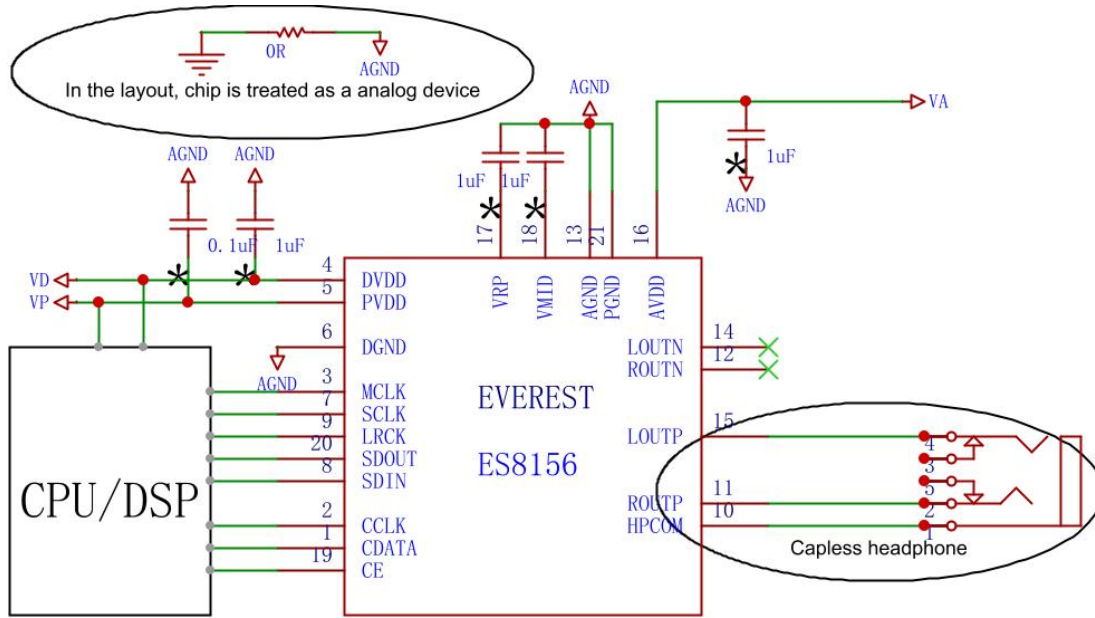 0R
AGND
In the layout, chip is treated as a analog device
AGND
AGND
AGND
VA
1uF
AGND
1uF
1uF
0.1uF
1uF
*
*
*
*
*
17
18
13
21
16
VD
VP
4
DVDD
5
PVDD
6
DGND
AGND
3
MCLK
7
SCLK
9
LRCK
20
SDOUT
8
SDIN
2
CCLK
1
CDATA
19
CE
VRP
VMID
AGND
PGND
AVDD
EVEREST
ES8156
CPU/DSP
14
LOUTN
12
ROUTN
15
LOUTP
11
ROUTP
10
HPCOM
4
3
5
2
1
Capless headphone